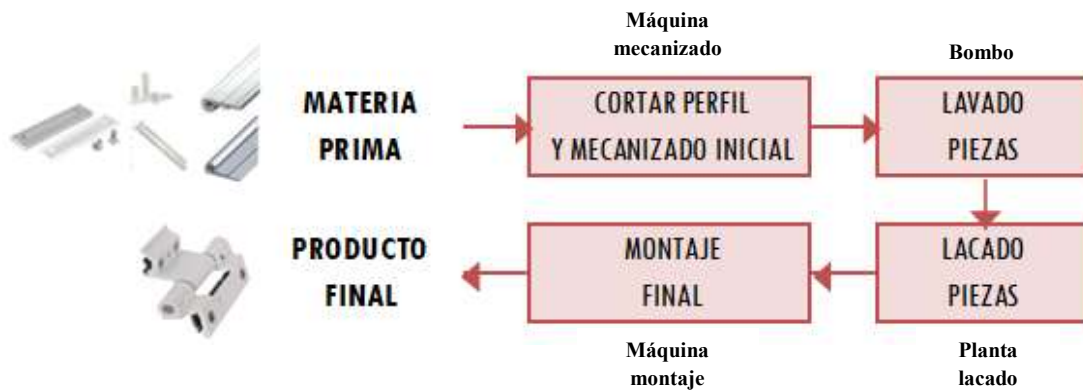 Máquina
mecanizado
Bombo
MATERIA
PRIMA
CORTAR PERFIL
Y MECANIZADO INICIAL
LAVADO
PIEZAS
PRODUCTO
FINAL
MONTAJE
FINAL
LACADO
PIEZAS
Máquina
montaje
Planta
lacado